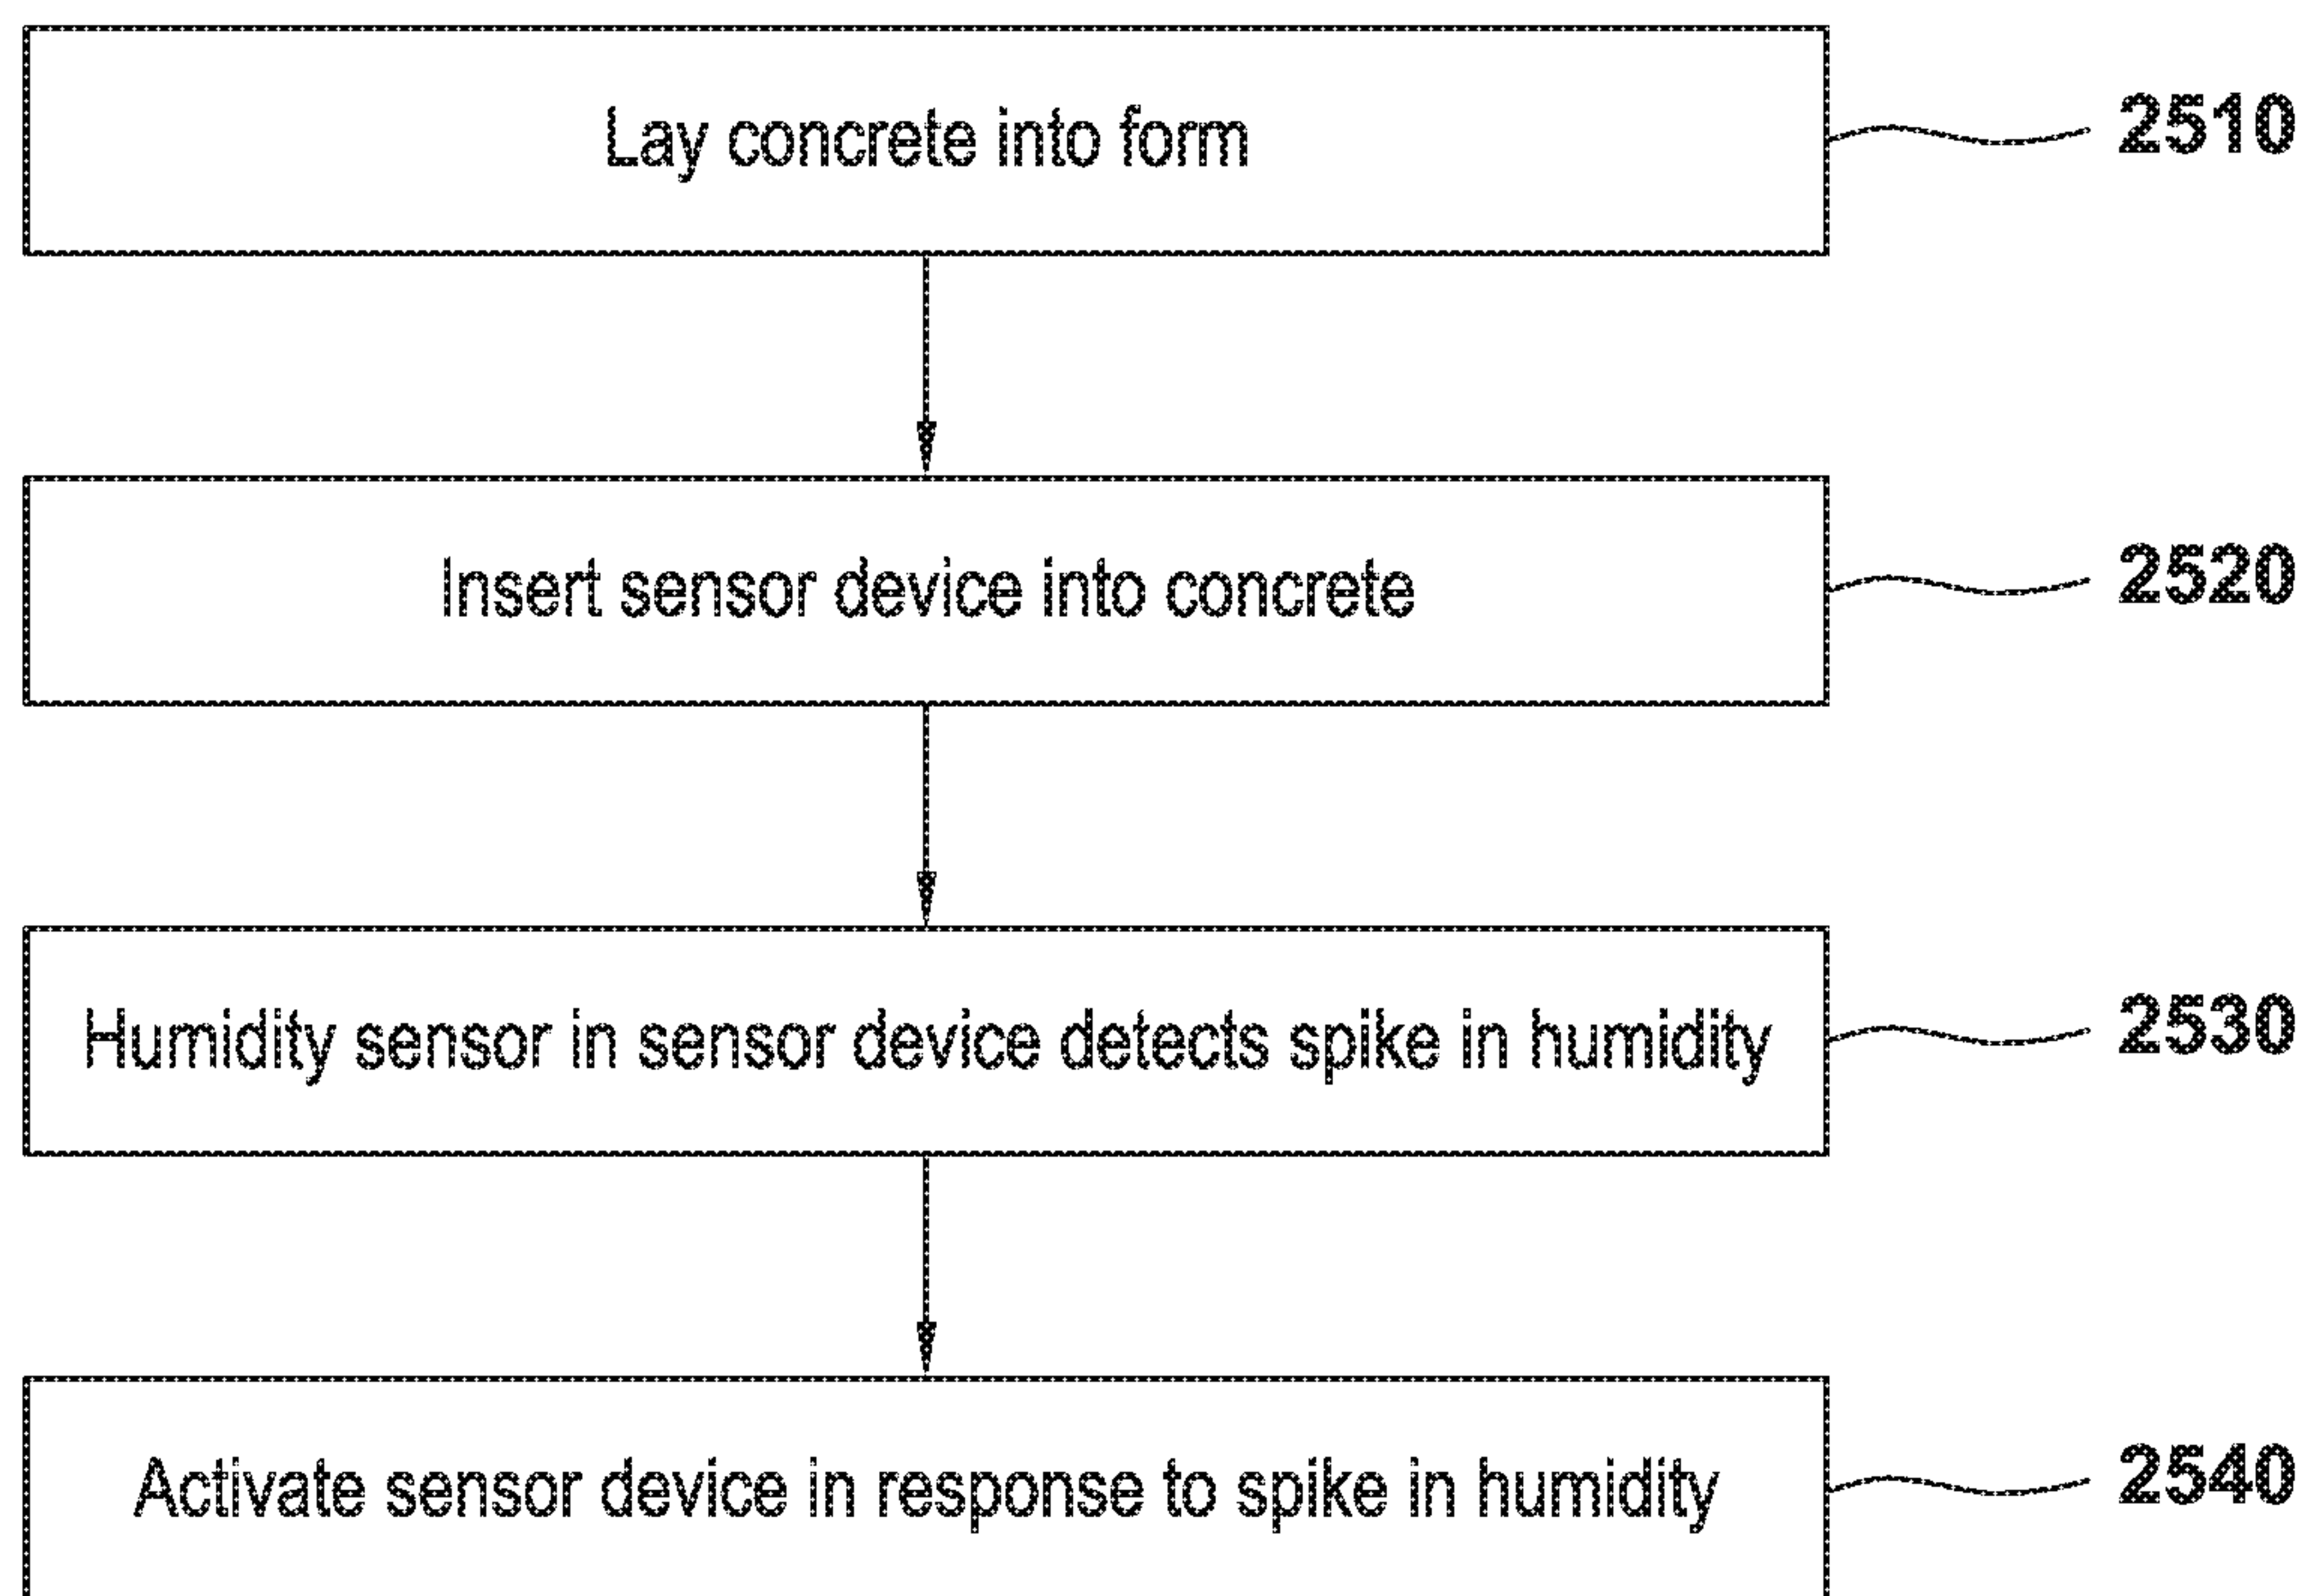 Lay concrete into form
2510
Insert sensor device into concrete
2520
Humidity sensor in sensor device detects spike in humidity
2530
Activate sensor device in response to spike in humidity
2540